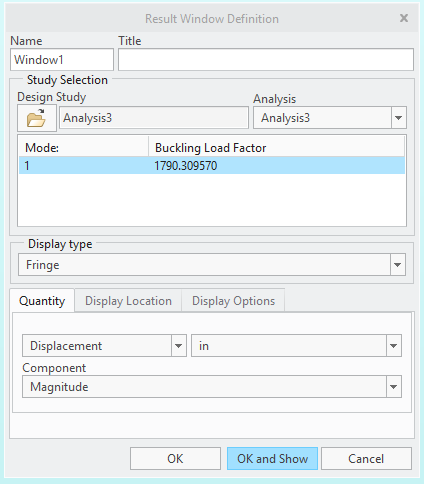 Result Window Definition
Name Title
Window1
Study Selection
Design Study Analysis
Analysis3 Analysis3
Mode: Buckling Load Factor
1 1790.309570
Display type
Fringe
Quantity Display Location Display Options
Displacement in
Component
Magnitude
OK OK and Show Cancel